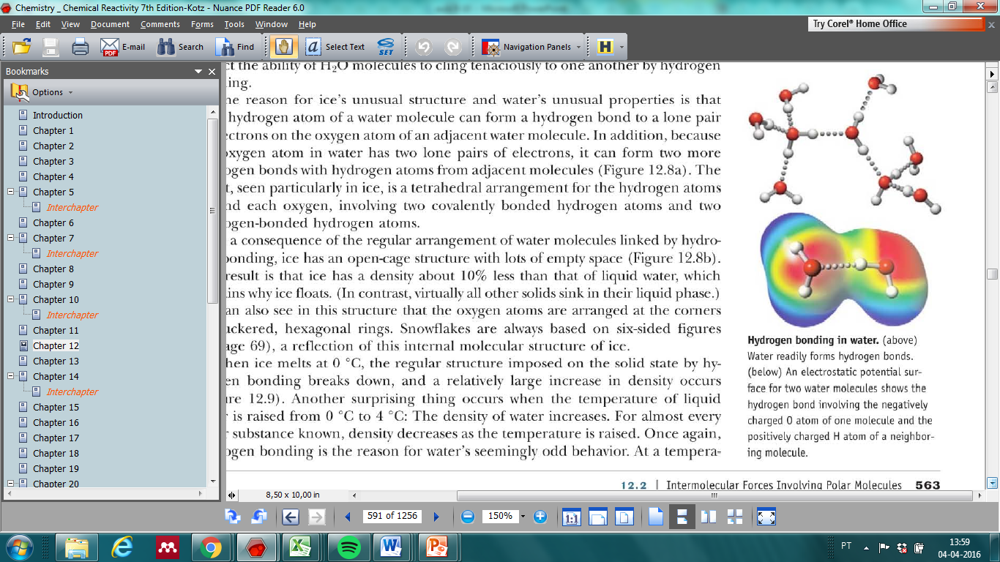 Chemistry _ Chemical Reactivity 7th Edition-Kotz - Nuance PDF Reader 6.0
File Edit View Document Comments Forms Tools Window Help
Try Corel® Home Office
PDF E-mail Search Find a Select Text SET Navigation Panels H
Bookmarks
Options
Introduction
Chapter 1
Chapter 2
Chapter 3
Chapter 4
Chapter 5
Interchapter
Chapter 6
Chapter 7
Interchapter
Chapter 8
Chapter 9
Chapter 10
Interchapter
Chapter 11
Chapter 12
Chapter 13
Chapter 14
Interchapter
Chapter 15
Chapter 16
Chapter 17
Chapter 18
Chapter 19
Chapter 20
ct the ability of H₂O molecules to cling tenaciously to one another by hydrogen
ing.
ne reason for ice's unusual structure and water's unusual properties is that
hydrogen atom of a water molecule can form a hydrogen bond to a lone pair
ectrons on the oxygen atom of an adjacent water molecule. In addition, because
oxygen atom in water has two lone pairs of electrons, it can form two more
ogen bonds with hydrogen atoms from adjacent molecules (Figure 12.8a). The
t, seen particularly in ice, is a tetrahedral arrangement for the hydrogen atoms
nd each oxygen, involving two covalently bonded hydrogen atoms and two
ogen-bonded hydrogen atoms.
a consequence of the regular arrangement of water molecules linked by hydro-
bonding, ice has an open-cage structure with lots of empty space (Figure 12.8b).
result is that ice has a density about 10% less than that of liquid water, which
ins why ice floats. (In contrast, virtually all other solids sink in their liquid phase.)
an also see in this structure that the oxygen atoms are arranged at the corners
uckered, hexagonal rings. Snowflakes are always based on six-sided figures
age 69), a reflection of this internal molecular structure of ice.
hen ice melts at 0 °C, the regular structure imposed on the solid state by hy-
en bonding breaks down, and a relatively large increase in density occurs
re 12.9). Another surprising thing occurs when the temperature of liquid
r is raised from 0 °C to 4 °C: The density of water increases. For almost every
r substance known, density decreases as the temperature is raised. Once again,
ogen bonding is the reason for water's seemingly odd behavior. At a tempera-
Hydrogen bonding in water. (above)
Water readily forms hydrogen bonds.
(below) An electrostatic potential sur-
face for two water molecules shows the
hydrogen bond involving the negatively
charged O atom of one molecule and the
positively charged H atom of a neighbor-
ing molecule.
12.2 | Intermolecular Forces Involving Polar Molecules 563
8,50 x 10,00 in
591 of 1256 150% 1:1
PT 13:59
04-04-2016